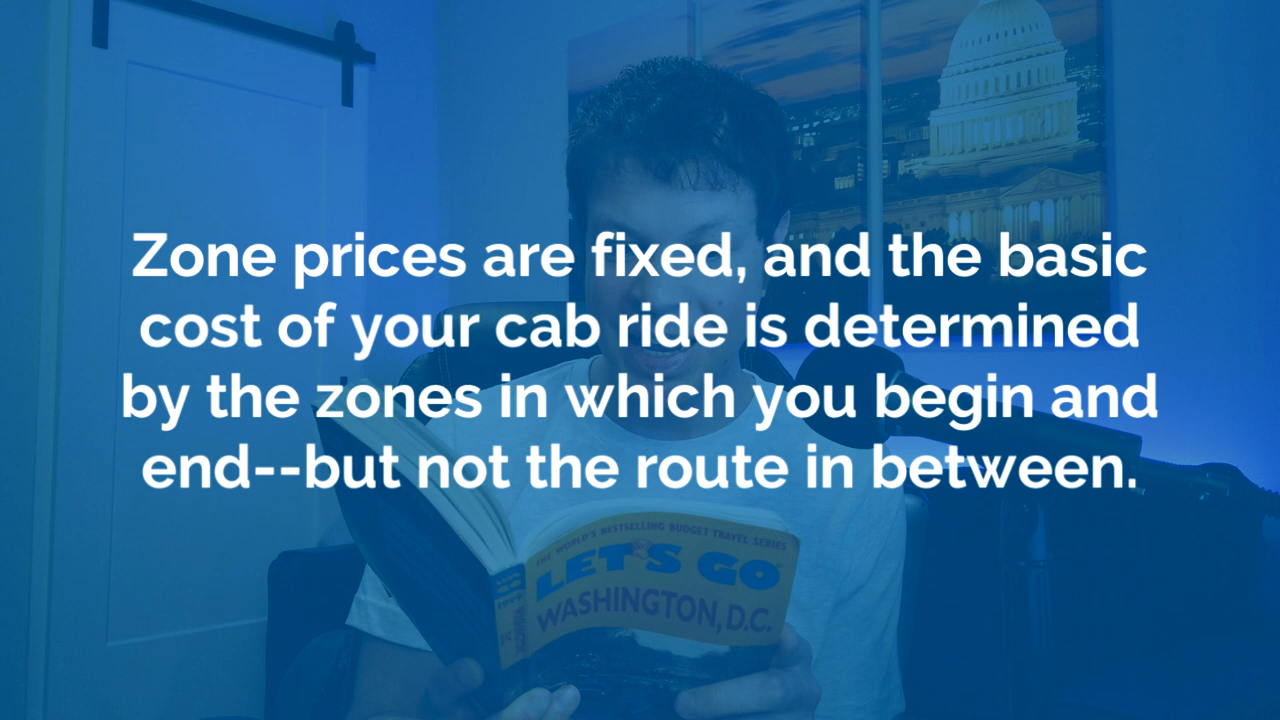 Zone prices are fixed, and the basic
cost of your cab ride is determined
by the zones in which you begin and
end--but not the route in between.
THE WORLD'S BESTSELLING BUDGET TRAVEL SERIES
LET'S GO
WASHINGTON, D.C.